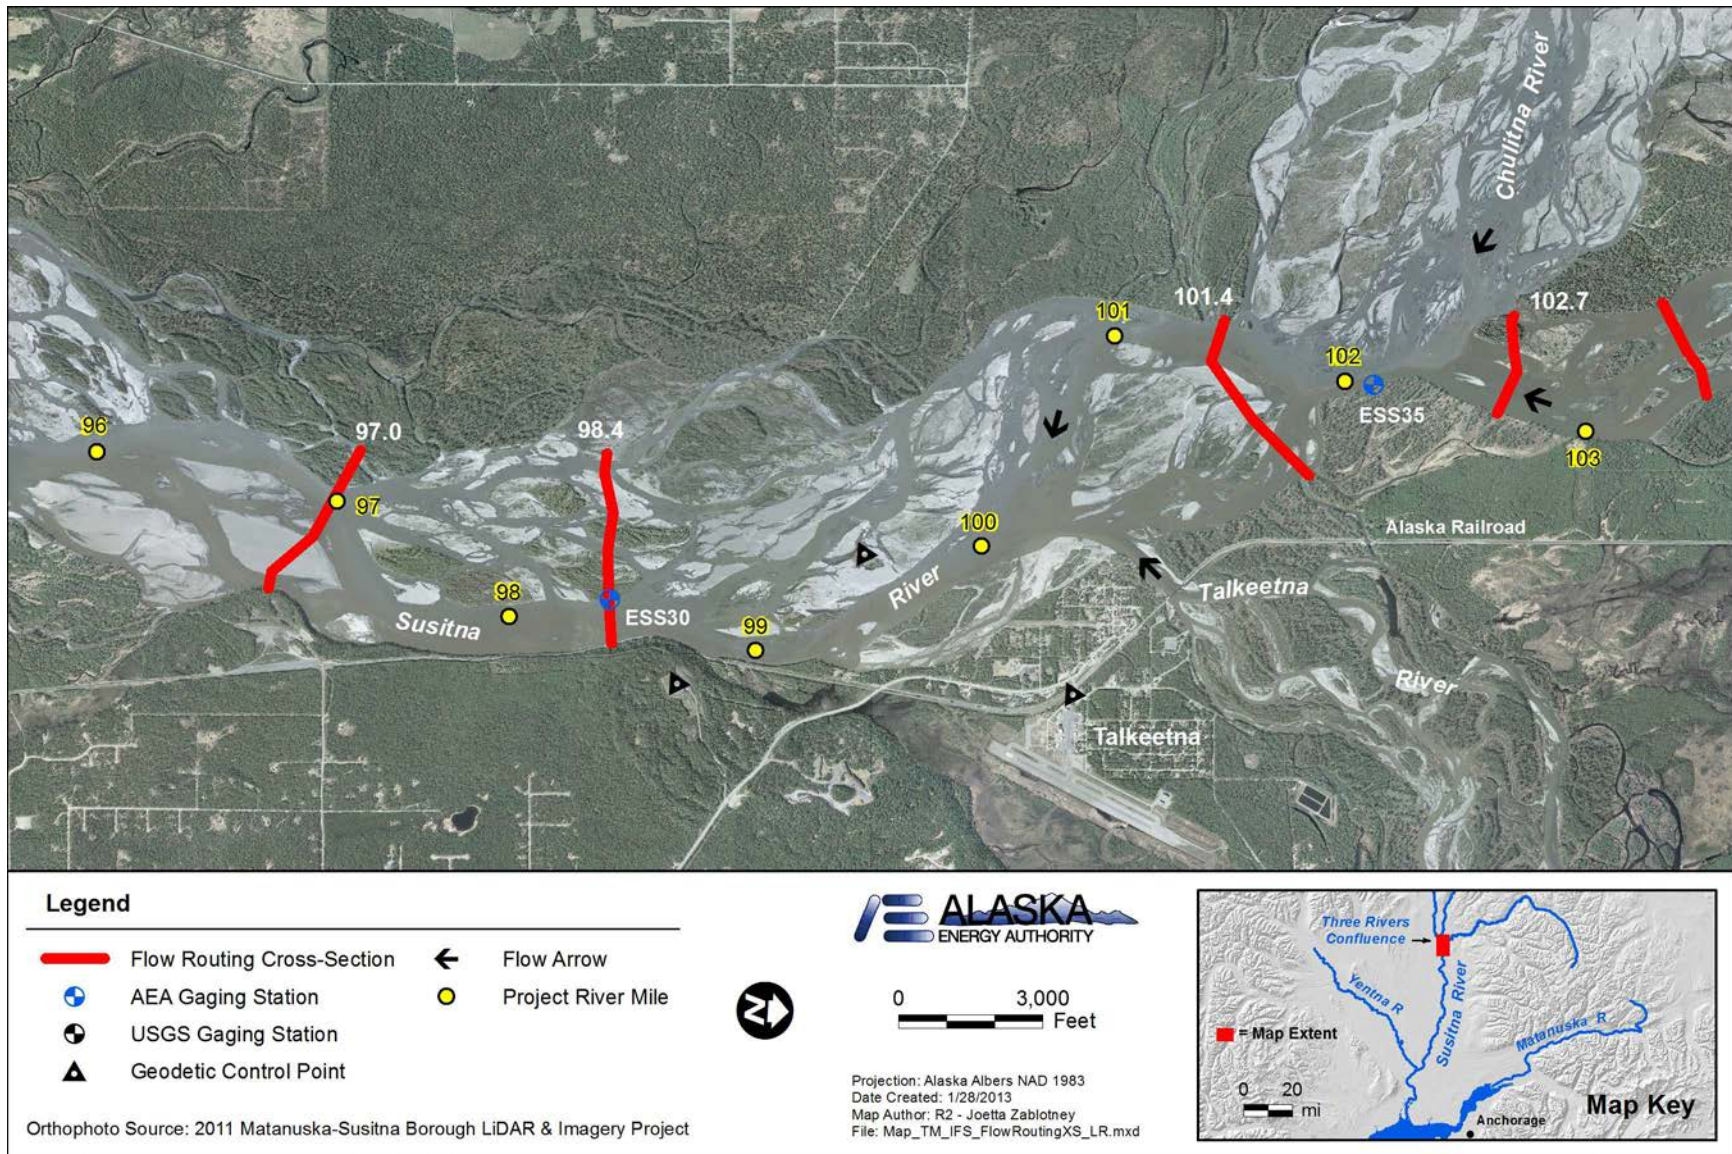 Chulitna River
101
101.4
102.7
102
ESS35
103
96
97.0
98.4
97
100
Alaska Railroad
98
Susitna
ESS30
99
River
Talkeetna
River
Talkeetna
Legend
Flow Routing Cross-Section
Flow Arrow
AEA Gaging Station
Project River Mile
USGS Gaging Station
Geodetic Control Point
Orthophoto Source: 2011 Matanuska-Susitna Borough LiDAR & Imagery Project
ALASKA
ENERGY AUTHORITY
N
0 3,000
Feet
Projection: Alaska Albers NAD 1983
Date Created: 1/28/2013
Map Author: R2 - Joetta Zablotney
File: Map_TM_IFS_FlowRoutingXS_LR.mxd
Three Rivers
Confluence
Yentna R
Susitna River
Matanuska R
= Map Extent
0 20
mi
Anchorage
Map Key